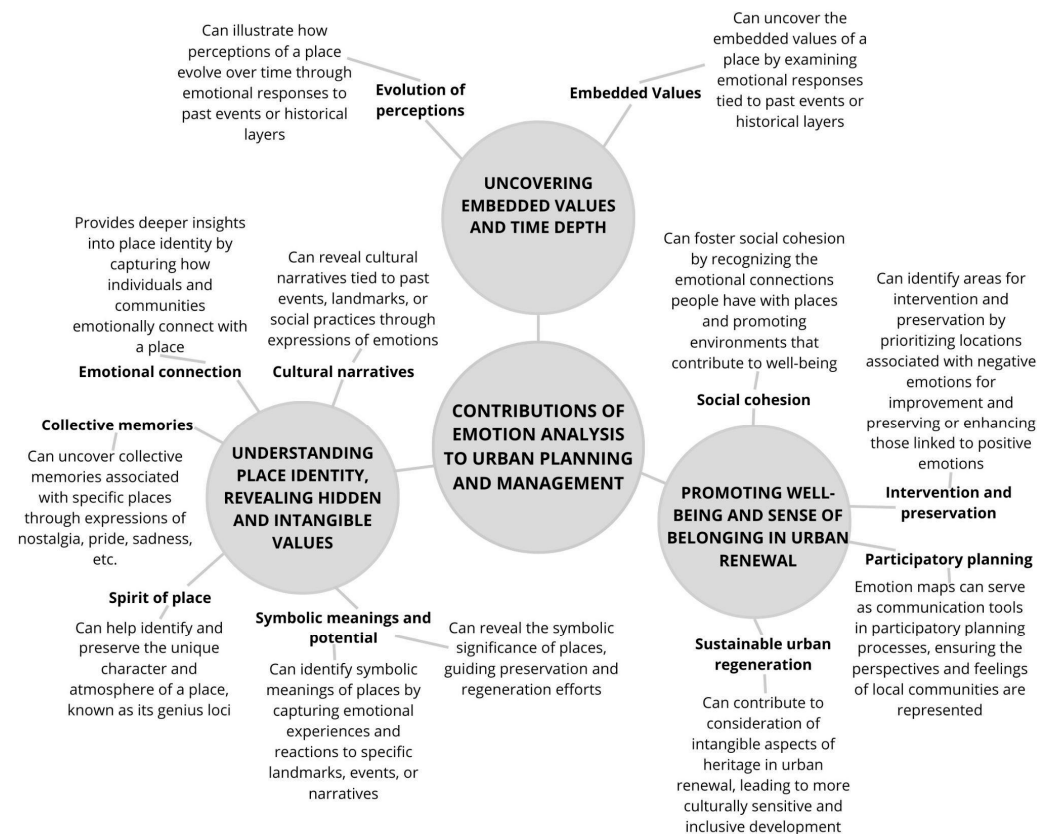 Can illustrate how
perceptions of a place
evolve over time through
emotional responses to
past events or historical
layers
Evolution of
perceptions
Can uncover the
embedded values of a
place by examining
emotional responses
tied to past events or
historical layers
Embedded Values
UNCOVERING
EMBEDDED VALUES
AND TIME DEPTH
CONTRIBUTIONS OF
EMOTION ANALYSIS
TO URBAN PLANNING
AND MANAGEMENT
Provides deeper insights
into place identity by
capturing how
individuals and
communities
emotionally connect with
a place
Emotional connection
Can reveal cultural
narratives tied to past
events, landmarks, or
social practices through
expressions of emotions
Cultural narratives
Collective memories
Can uncover collective
memories associated
with specific places
through expressions of
nostalgia, pride, sadness,
etc.
UNDERSTANDING
PLACE IDENTITY,
REVEALING HIDDEN
AND INTANGIBLE
VALUES
Spirit of place
Can help identify and
preserve the unique
character and
atmosphere of a place,
known as its genius loci
Symbolic meanings and
potential
Can identify symbolic
meanings of places by
capturing emotional
experiences and
reactions to specific
landmarks, events, or
narratives
Can reveal the symbolic
significance of places,
guiding preservation and
regeneration efforts
Can foster social cohesion
by recognizing the
emotional connections
people have with places
and promoting
environments that
contribute to well-being
Social cohesion
Can identify areas for
intervention and
preservation by
prioritizing locations
associated with negative
emotions for
improvement and
preserving or enhancing
those linked to positive
emotions
Intervention and
preservation
PROMOTING WELL-
BEING AND SENSE OF
BELONGING IN URBAN
RENEWAL
Participatory planning
Emotion maps can serve
as communication tools
in participatory planning
processes, ensuring the
perspectives and feelings
of local communities are
represented
Sustainable urban
regeneration
Can contribute to
consideration of
intangible aspects of
heritage in urban
renewal, leading to more
culturally sensitive and
inclusive development